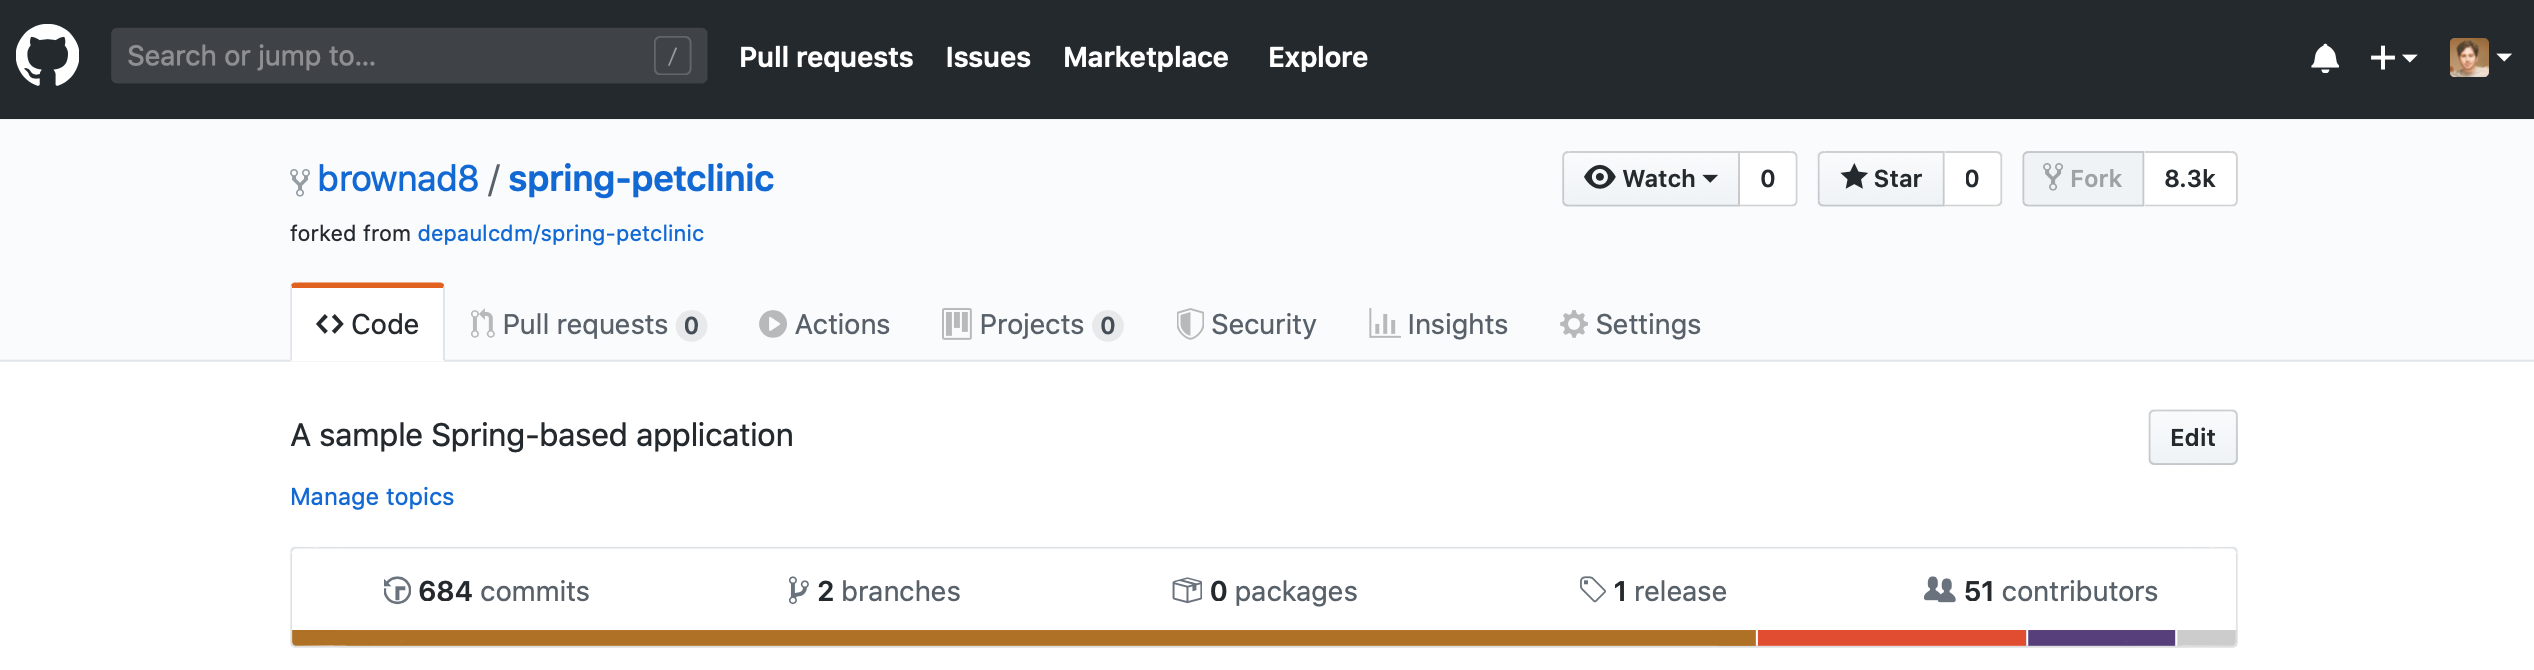 Search or jump to... / Pull requests Issues Marketplace Explore
brownad8 / spring-petclinic Watch 0 Star 0 Fork 8.3k
forked from depaulcdm/spring-petclinic
Code Pull requests 0 Actions Projects 0 Security Insights Settings
A sample Spring-based application Edit
Manage topics
684 commits 2 branches 0 packages 1 release 51 contributors